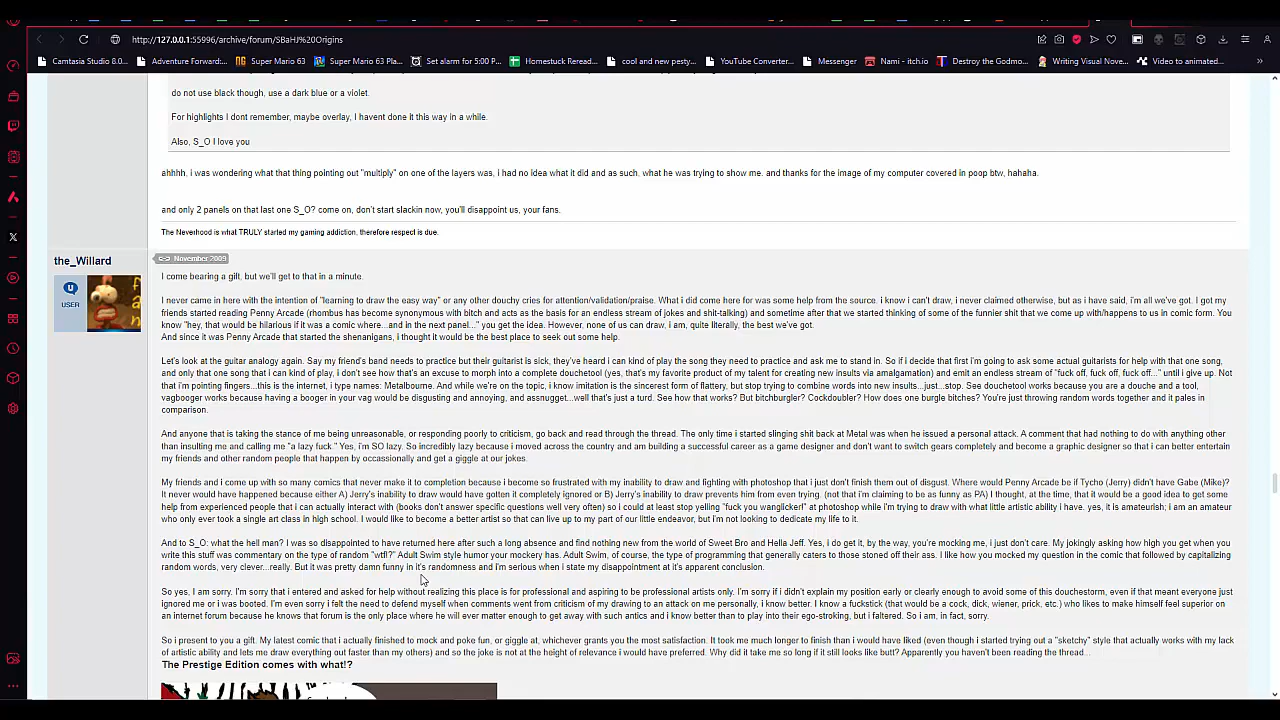 http://127.0.0.1:55996/archive/forum/SBaHJ%20Origins
Camtasia Studio 8.0...
Adventure Forward:...
Super Mario 63
Super Mario 63 Pla...
Set alarm for 5:00 P...
Homestuck Reread...
cool and new pesty...
YouTube Converter...
Messenger
Nami - itch.io
Destroy the Godmo...
Writing Visual Nove...
Video to animated...
do not use black though, use a dark blue or a violet.
For highlights I dont remember, maybe overlay, I havent done it this way in a while.
Also, S_O I love you
ahhhh, i was wondering what that thing pointing out "multiply" on one of the layers was, i had no idea what it did and as such, what he was trying to show me. and thanks for the image of my computer covered in poop btw, hahaha.
and only 2 panels on that last one S_O? come on, don't start slackin now, you'll disappoint us, your fans.
The Neverhood is what TRULY started my gaming addiction, therefore respect is due.
the_Willard
November 2009
USER
I come bearing a gift, but we'll get to that in a minute.
I never came in here with the intention of "learning to draw the easy way" or any other douchy cries for attention/validation/praise. What i did come here for was some help from the source. i know i can't draw, i never claimed otherwise, but as i have said, i'm all we've got. I got my
friends started reading Penny Arcade (rhombus has become synonymous with bitch and acts as the basis for an endless stream of jokes and shit-talking) and sometime after that we started thinking of some of the funnier shit that we come up with/happens to us in comic form. You
know "hey, that would be hilarious if it was a comic where...and in the next panel..." you get the idea. However, none of us can draw, i am, quite literally, the best we've got.
And since it was Penny Arcade that started the shenanigans, i thought it would be the best place to seek out some help.
Let's look at the guitar analogy again. Say my friend's band needs to practice but their guitarist is sick, they've heard i can kind of play the song they need to practice and ask me to stand in. So if i decide that first i'm going to ask some actual guitarists for help with that one song,
and only that one song that i can kind of play, i don't see how that's an excuse to morph into a complete douchetool (yes, that's my favorite product of my talent for creating new insults via amalgamation) and emit an endless stream of "fuck off, fuck off, fuck off..." until i give up. Not
that i'm pointing fingers...this is the internet, i type names: Metalbourne. And while we're on the topic, i know imitation is the sincerest form of flattery, but stop trying to combine words into new insults...just...stop. See douchetool works because you are a douche and a tool,
vagbooger works because having a booger in your vag would be disgusting and annoying, and assnugget...well that's just a turd. See how that works? But bitchburgler? Cockdoubler? How does one burgle bitches? You're just throwing random words together and it pales in
comparison.
And anyone that is taking the stance of me being unreasonable, or responding poorly to criticism, go back and read through the thread. The only time i started slinging shit back at Metal was when he issued a personal attack. A comment that had nothing to do with anything other
than insulting me and calling me "a lazy fuck." Yes, i'm SO lazy. So incredibly lazy because i moved across the country and am building a successful career as a game designer and don't want to switch gears completely and become a graphic designer so that i can better entertain
my friends and other random people that happen by occassionally and get a giggle at our jokes.
My friends and i come up with so many comics that never make it to completion because i become so frustrated with my inability to draw and fighting with photoshop that i just don't finish them out of disgust. Where would Penny Arcade be if Tycho (Jerry) didn't have Gabe (Mike)?
It never would have happened because either A) Jerry's inability to draw would have gotten it completely ignored or B) Jerry's inability to draw prevents him from even trying. (not that i'm claiming to be as funny as PA) I thought, at the time, that it would be a good idea to get some
help from experienced people that i can actually interact with (books don't answer specific questions well very often) so i could at least stop yelling "fuck you wanglicker!" at photoshop while i'm trying to draw with what little artistic ability i have. yes, it is amateurish; i am an amateur
who only ever took a single art class in high school. I would like to become a better artist so that can live up to my part of our little endeavor, but I'm not looking to dedicate my life to it.
And to S_O: what the hell man? I was so disappointed to have returned here after such a long absence and find nothing new from the world of Sweet Bro and Hella Jeff. Yes, i do get it, by the way, you're mocking me, i just don't care. My jokingly asking how high you get when you
write this stuff was commentary on the type of random "wtf!?" Adult Swim style humor your mockery has. Adult Swim, of course, the type of programming that generally caters to those stoned off their ass. I like how you mocked my question in the comic that followed by capitalizing
random words, very clever...really. But it was pretty damn funny in it's randomness and I'm serious when i state my disappointment at it's apparent conclusion.
So yes, I am sorry. I'm sorry that i entered and asked for help without realizing this place is for professional and aspiring to be professional artists only. I'm sorry if i didn't explain my position early or clearly enough to avoid some of this douchestorm, even if that meant everyone just
ignored me or i was booted. I'm even sorry i felt the need to defend myself when comments went from criticism of my drawing to an attack on me personally, i know better. I know a fuckstick (that would be a cock, dick, wiener, prick, etc.) who likes to make himself feel superior on
an internet forum because he knows that forum is the only place where he will ever matter enough to get away with such antics and i know better than to play into their ego-stroking, but i faltered. So i am, in fact, sorry.
So i present to you a gift. My latest comic that i actually finished to mock and poke fun, or giggle at, whichever grants you the most satisfaction. It took me much longer to finish than i would have liked (even though i started trying out a "sketchy" style that actually works with my lack
of artistic ability and lets me draw everything out faster than my others) and so the joke is not at the height of relevance i would have preferred. Why did it take me so long if it still looks like butt? Apparently you haven't been reading the thread...
The Prestige Edition comes with what!?